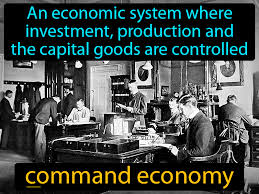 An economic system where
investment, production and
the capital goods are controlled
command economy